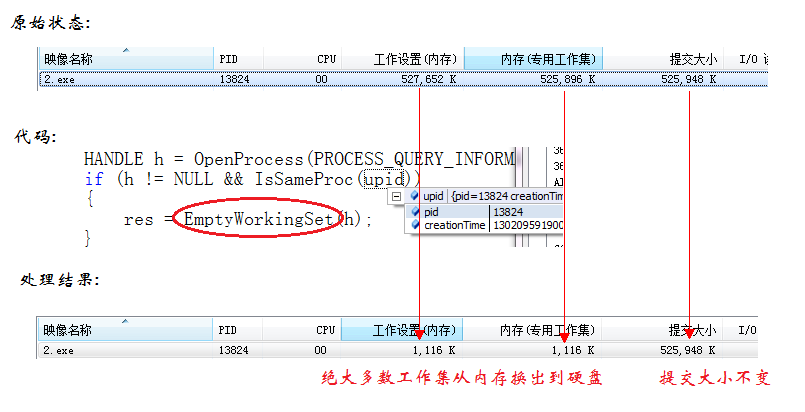 原始状态:
映像名称 PID CPU 工作设置(内存) 内存(专用工作集) 提交大小 I/O
2.exe 13824 00 527,652 K 525,896 K 525,948 K
代码:
HANDLE h = OpenProcess(PROCESS_QUERY_INFORM
if (h != NULL && IsSameProc(upid))
upid {pid=13824 creationTime
{
pid 13824
res = EmptyWorkingSet(h);
creationTime 130209591900
}
处理结果:
映像名称 PID CPU 工作设置(内存) 内存(专用工作集) 提交大小 I/O
2.exe 13824 00 1,116 K 1,116 K 525,948 K
绝大多数工作集从内存换出到硬盘 提交大小不变